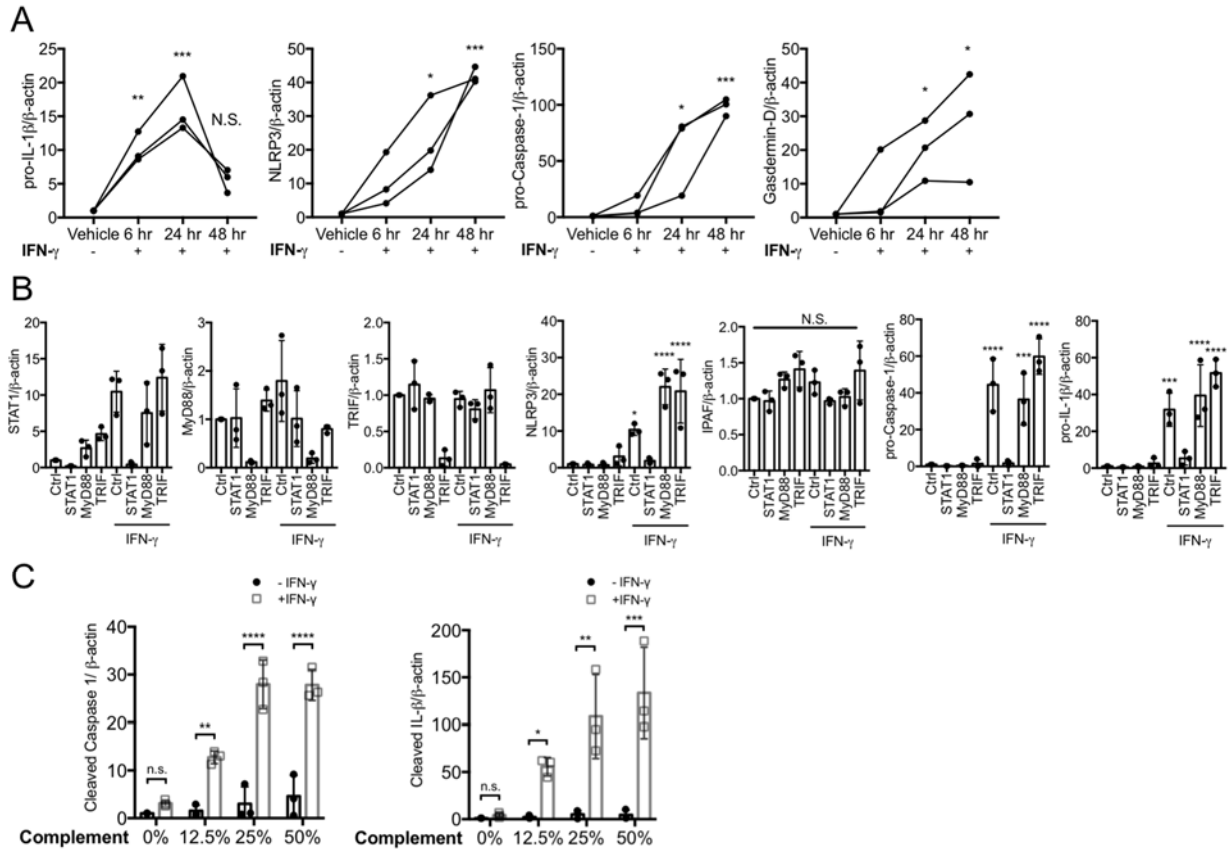 A
pro-IL-1β/β-actin
25
20
15
10
5
0
** *** N.S.
Vehicle 6 hr 24 hr 48 hr
IFN-γ - + + +
NLRP3/β-actin
50
40
30
20
10
0
* ***
Vehicle 6 hr 24 hr 48 hr
- + + +
pro-Caspase-1/β-actin
150
100
50
0
* ***
Vehicle 6 hr 24 hr 48 hr
IFN-γ - + + +
Gasdermin-D/β-actin
50
40
30
20
10
0
* *
Vehicle 6 hr 24 hr 48 hr
IFN-γ - + + +
B
STAT1/β-actin
20
15
10
5
0
Ctrl STAT1 MyD88 TRIF Ctrl STAT1 MyD88 TRIF
IFN-γ
MyD88/β-actin
3
2
1
0
Ctrl STAT1 MyD88 TRIF Ctrl STAT1 MyD88 TRIF
IFN-γ
TRIF/β-actin
2.0
1.5
1.0
0.5
0.0
Ctrl STAT1 MyD88 TRIF Ctrl STAT1 MyD88 TRIF
IFN-γ
NLRP3/β-actin
40
30
20
10
0
* **** ****
Ctrl STAT1 MyD88 TRIF Ctrl STAT1 MyD88 TRIF
IFN-γ
IPAF/β-actin
2.0
1.5
1.0
0.5
0.0
N.S.
Ctrl STAT1 MyD88 TRIF Ctrl STAT1 MyD88 TRIF
IFN-γ
pro-Caspase-1/β-actin
80
60
40
20
0
**** *** ****
Ctrl STAT1 MyD88 TRIF Ctrl STAT1 MyD88 TRIF
IFN-γ
pro-IL-1β/β-actin
80
60
40
20
0
*** **** ****
Ctrl STAT1 MyD88 TRIF Ctrl STAT1 MyD88 TRIF
IFN-γ
C
- IFN-γ
+IFN-γ
Cleaved Caspase 1/ β-actin
40
30
20
10
0
n.s. ** **** ****
Complement 0% 12.5% 25% 50%
- IFN-γ
+IFN-γ
Cleaved IL-β/β-actin
200
150
100
50
0
n.s. * ** ***
Complement 0% 12.5% 25% 50%